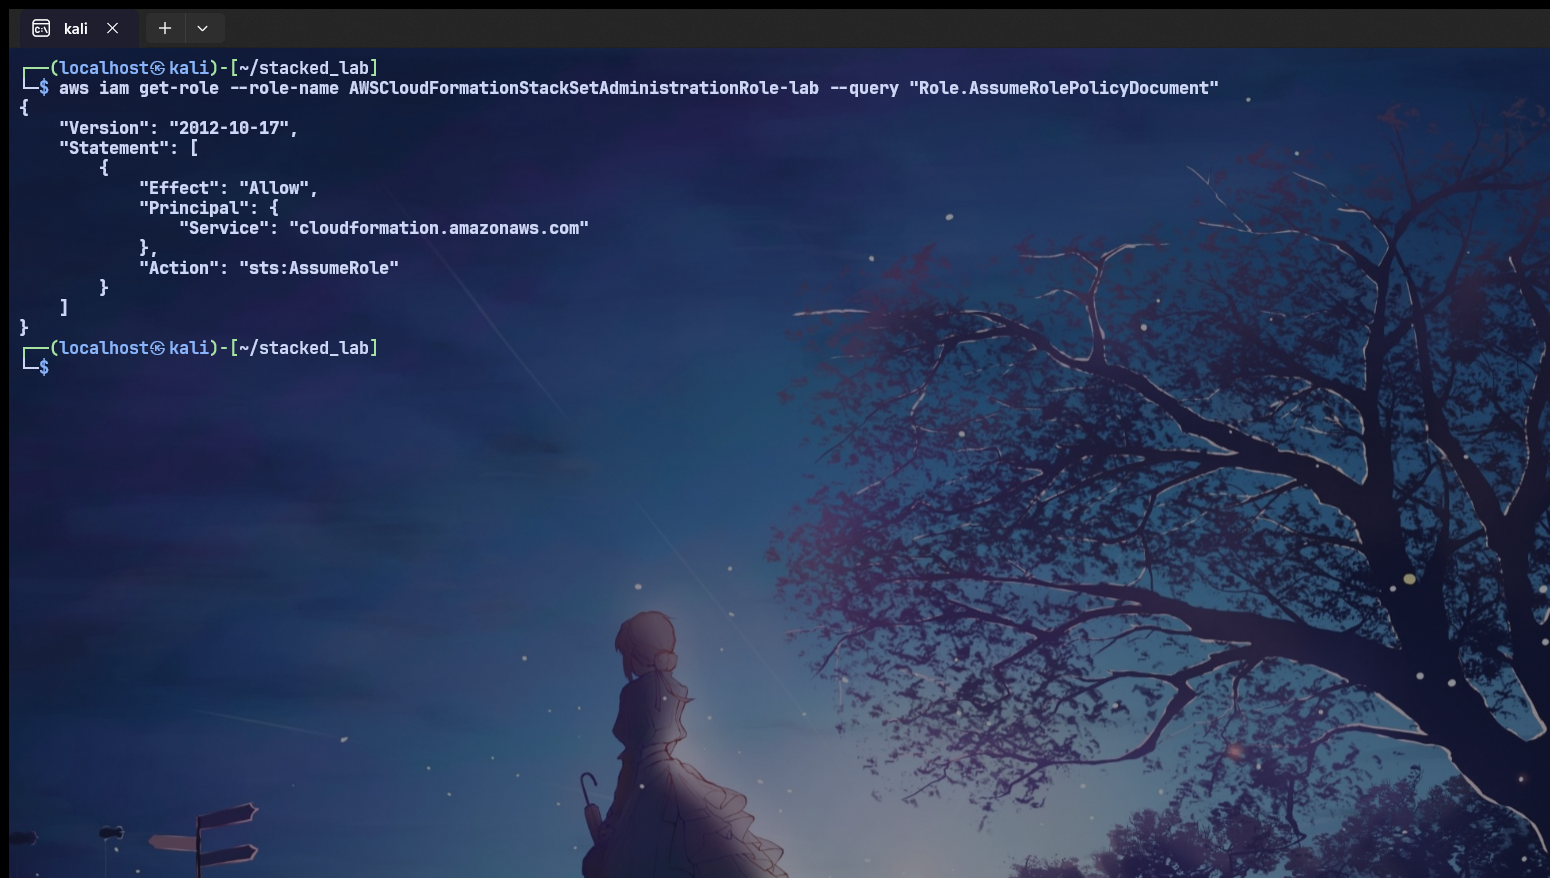 kali
┌──(localhost㉿kali)-[~/stacked_lab]
└─$ aws iam get-role --role-name AWSCloudFormationStackSetAdministrationRole-lab --query "Role.AssumeRolePolicyDocument"
{
    "Version": "2012-10-17",
    "Statement": [
        {
            "Effect": "Allow",
            "Principal": {
                "Service": "cloudformation.amazonaws.com"
            },
            "Action": "sts:AssumeRole"
        }
    ]
}
┌──(localhost㉿kali)-[~/stacked_lab]
└─$